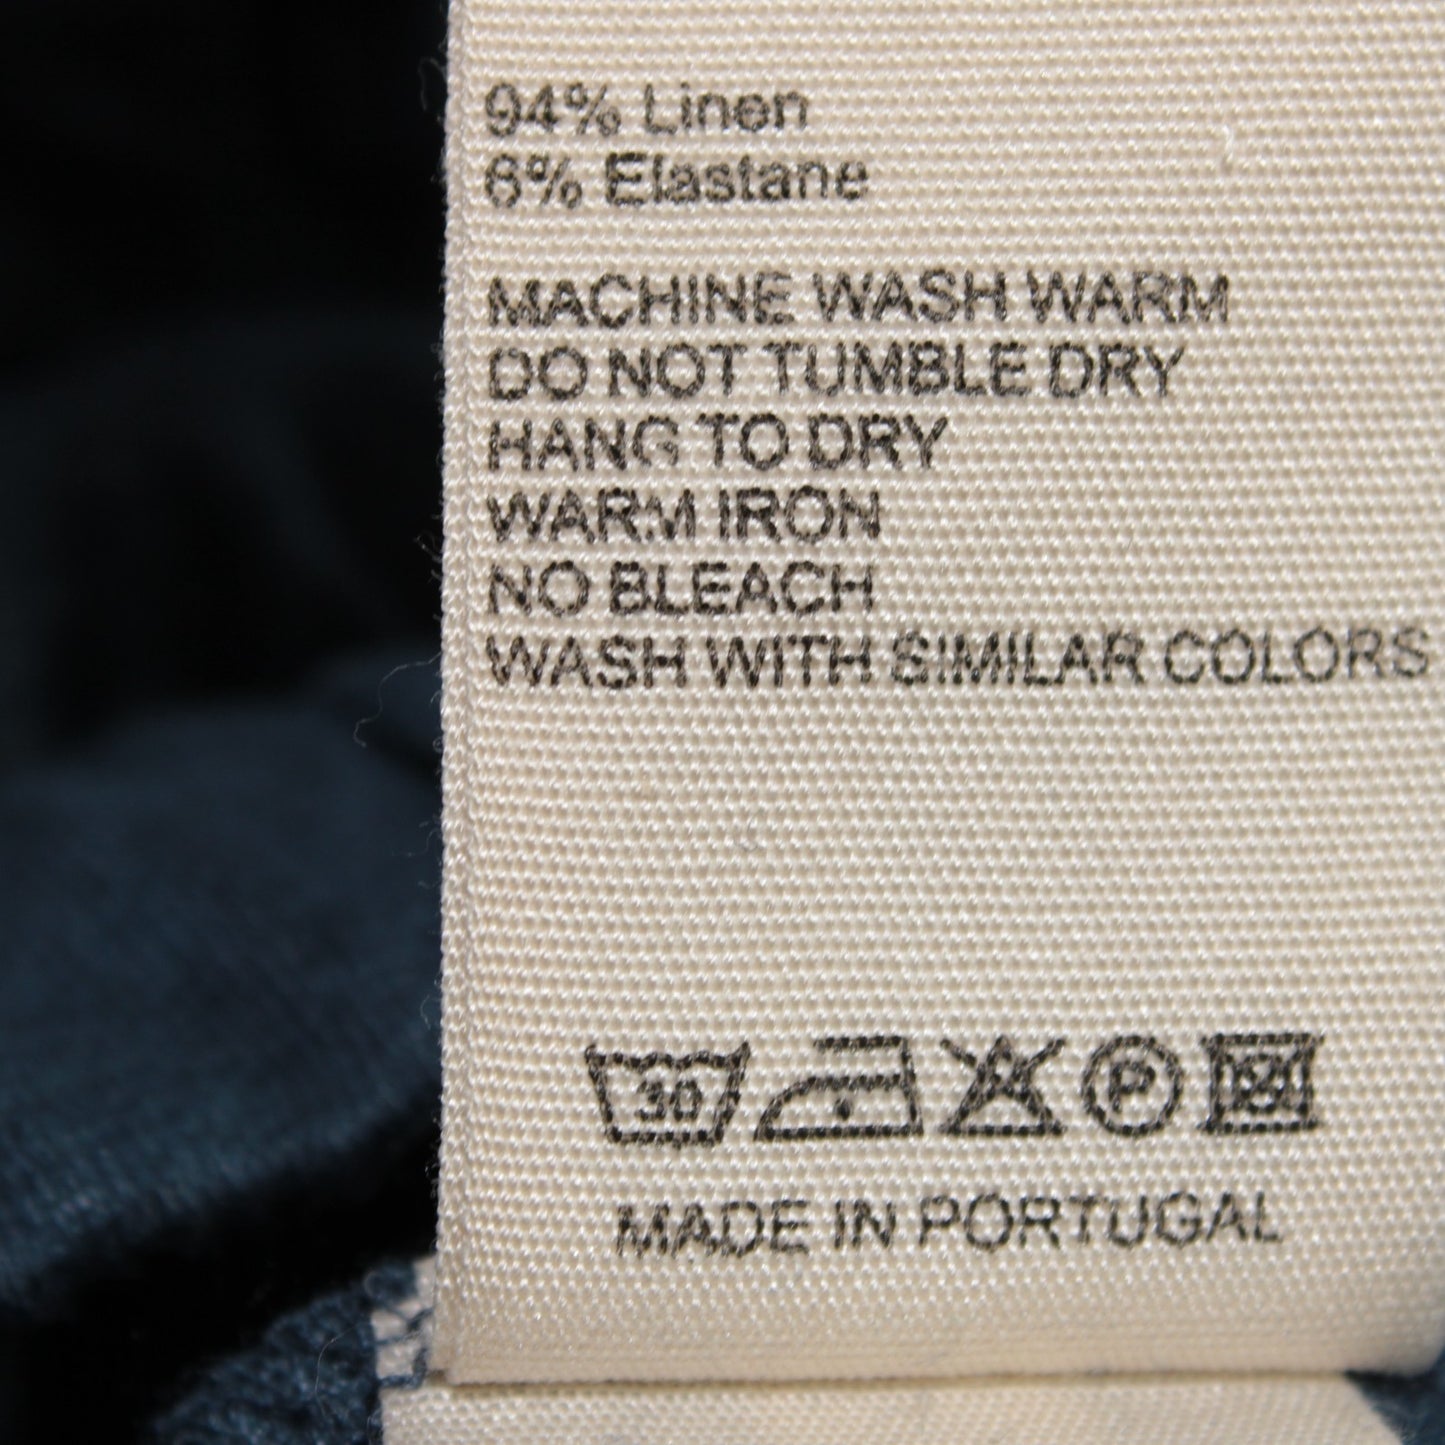 94% Linen
6% Elastane
MACHINE WASH WARM
DO NOT TUMBLE DRY
HANG TO DRY
WARM IRON
NO BLEACH
WASH WITH SIMILAR COLORS
30 P
MADE IN PORTUGAL